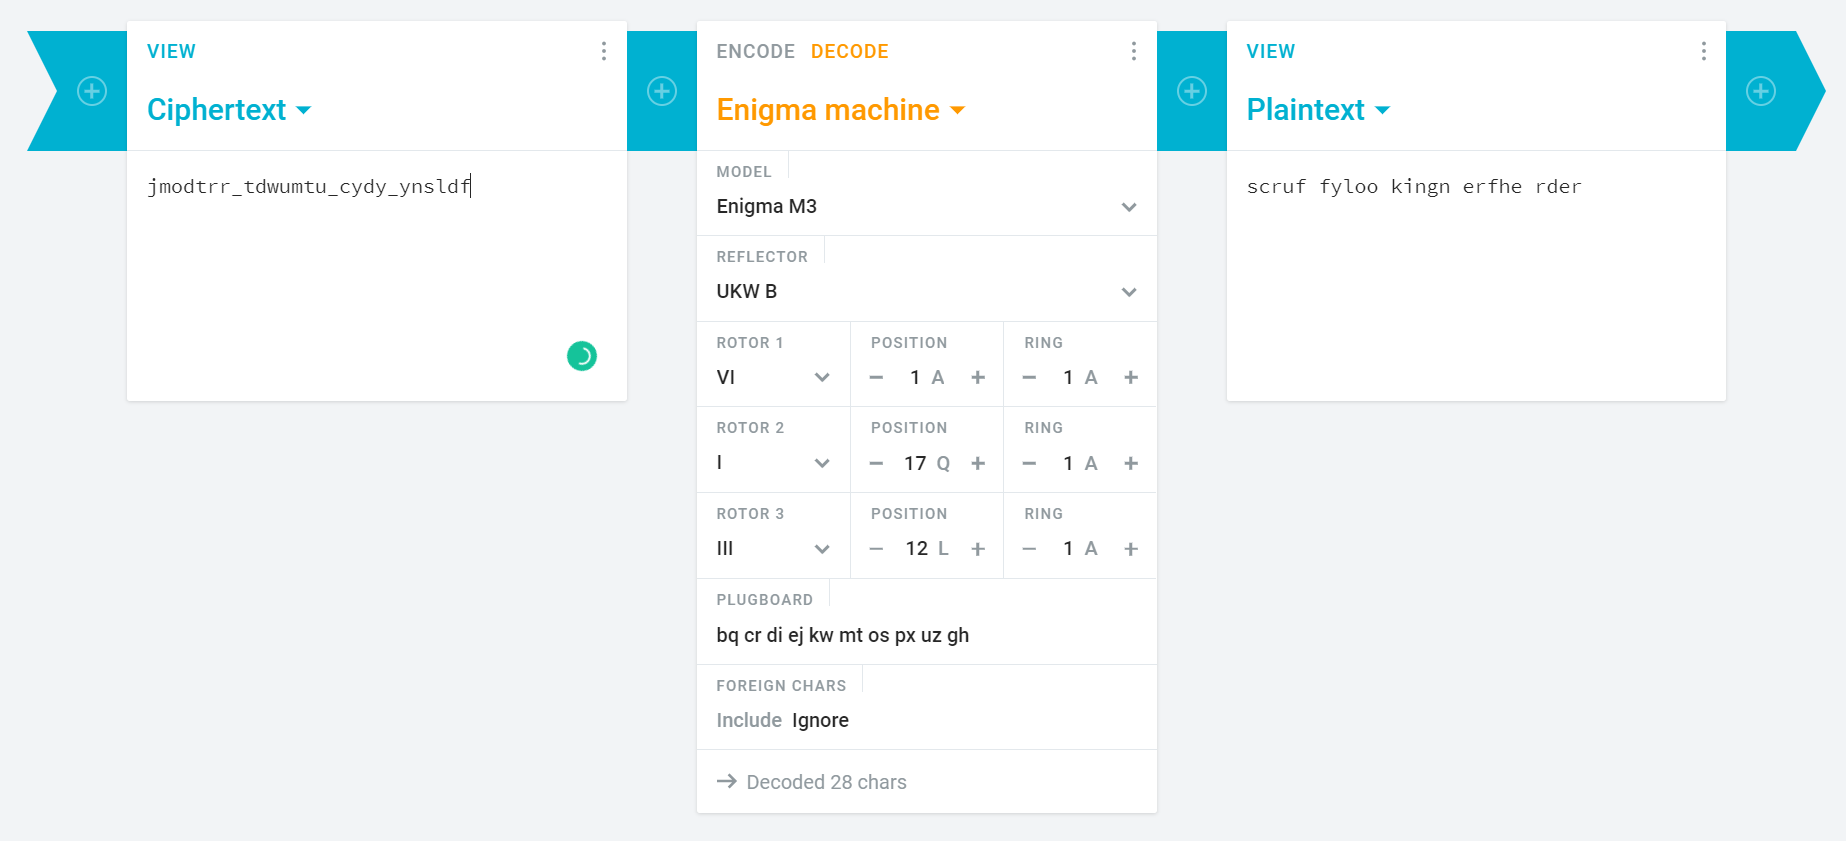 VIEW
Ciphertext
jmodtrr_tdwumtu_cydy_ynsldf
ENCODE DECODE
Enigma machine
MODEL
Enigma M3
REFLECTOR
UKW B
ROTOR 1 POSITION RING
VI − 1 A + − 1 A +
ROTOR 2 POSITION RING
I − 17 Q + − 1 A +
ROTOR 3 POSITION RING
III − 12 L + − 1 A +
PLUGBOARD
bq cr di ej kw mt os px uz gh
FOREIGN CHARS
Include Ignore
→ Decoded 28 chars
VIEW
Plaintext
scruf fyloo kingn erfhe rder